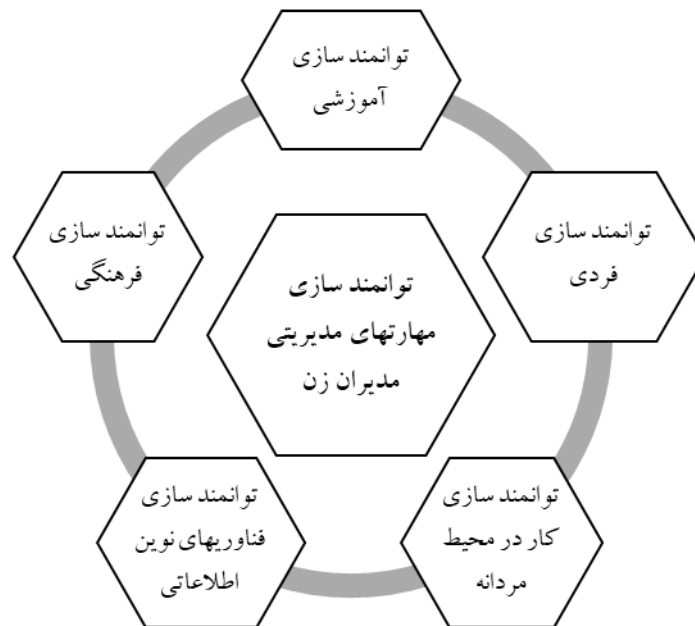 توانمند سازی
آموزشی
توانمند سازی
فردی
توانمند سازی
فرهنگی
توانمند سازی
مهارتهای مدیریتی
مدیران زن
توانمند سازی
کار در محیط
مردانه
توانمند سازی
فناوریهای نوین
اطلاعاتی